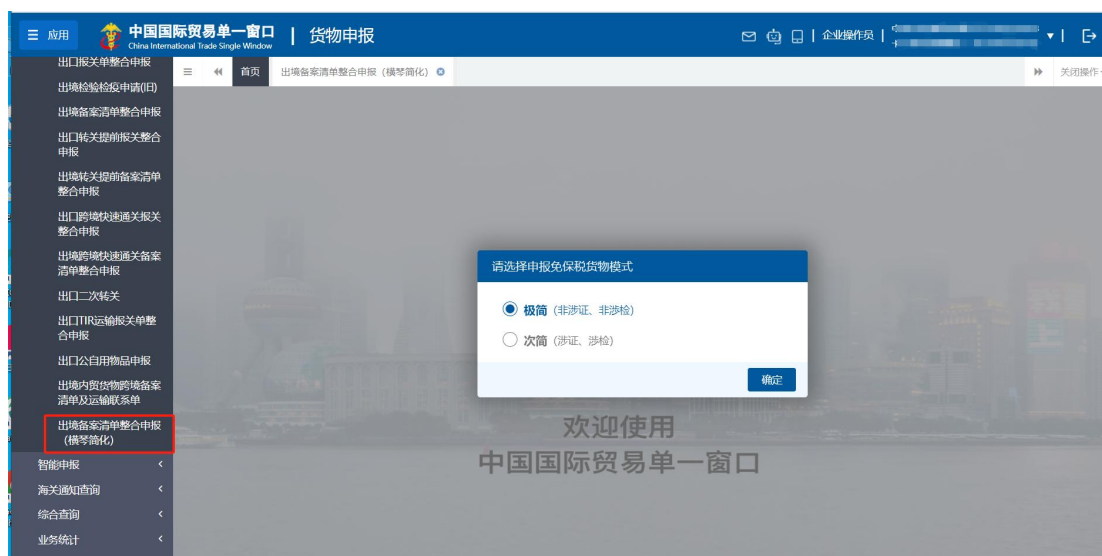 应用
中国国际贸易单一窗口
China International Trade Single Window
货物申报
企业操作员
出口报关单整合申报
出境检验检疫申请(旧)
出境备案清单整合申报
出口转关提前报关整合
申报
出境转关提前备案清单
整合申报
出口跨境快速通关报关
整合申报
出境跨境快速通关备案
清单整合申报
出口二次转关
出口TIR运输报关单整
合申报
出口公自用物品申报
出境内贸货物跨境备案
清单及运输联系单
出境备案清单整合申报
（横琴简化）
智能申报
海关通知查询
综合查询
业务统计
首页
出境备案清单整合申报（横琴简化）
关闭操作
请选择申报免保税货物模式
极简（非涉证、非涉检）
次简（涉证、涉检）
确定
欢迎使用
中国国际贸易单一窗口